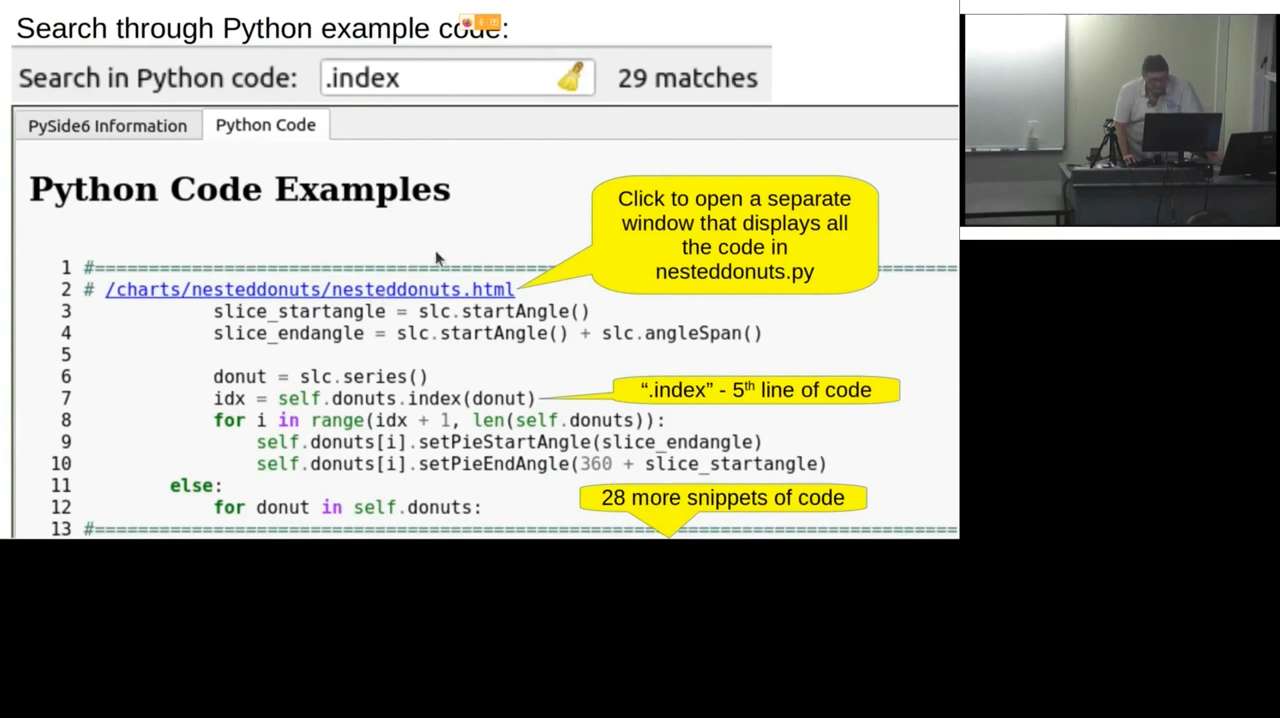 Search through Python example code:
Search in Python code: .index 29 matches
PySide6 Information Python Code
Python Code Examples
Click to open a separate
window that displays all
the code in
nesteddonuts.py
1 #================================================================================
2 # /charts/nesteddonuts/nesteddonuts.html
3 slice_startangle = slc.startAngle()
4 slice_endangle = slc.startAngle() + slc.angleSpan()
5
6 donut = slc.series()
7 idx = self.donuts.index(donut)
“.index” - 5th line of code
8 for i in range(idx + 1, len(self.donuts)):
9 self.donuts[i].setPieStartAngle(slice_endangle)
10 self.donuts[i].setPieEndAngle(360 + slice_startangle)
11 else:
28 more snippets of code
12 for donut in self.donuts:
13 #================================================================================